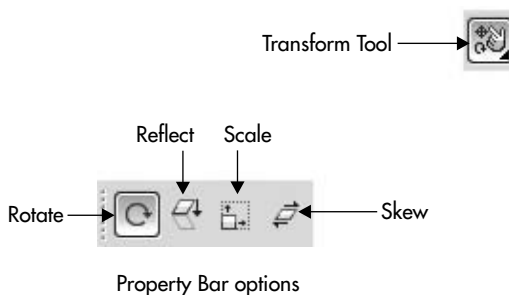 Transform Tool
Reflect Scale
Rotate
Skew
Property Bar options